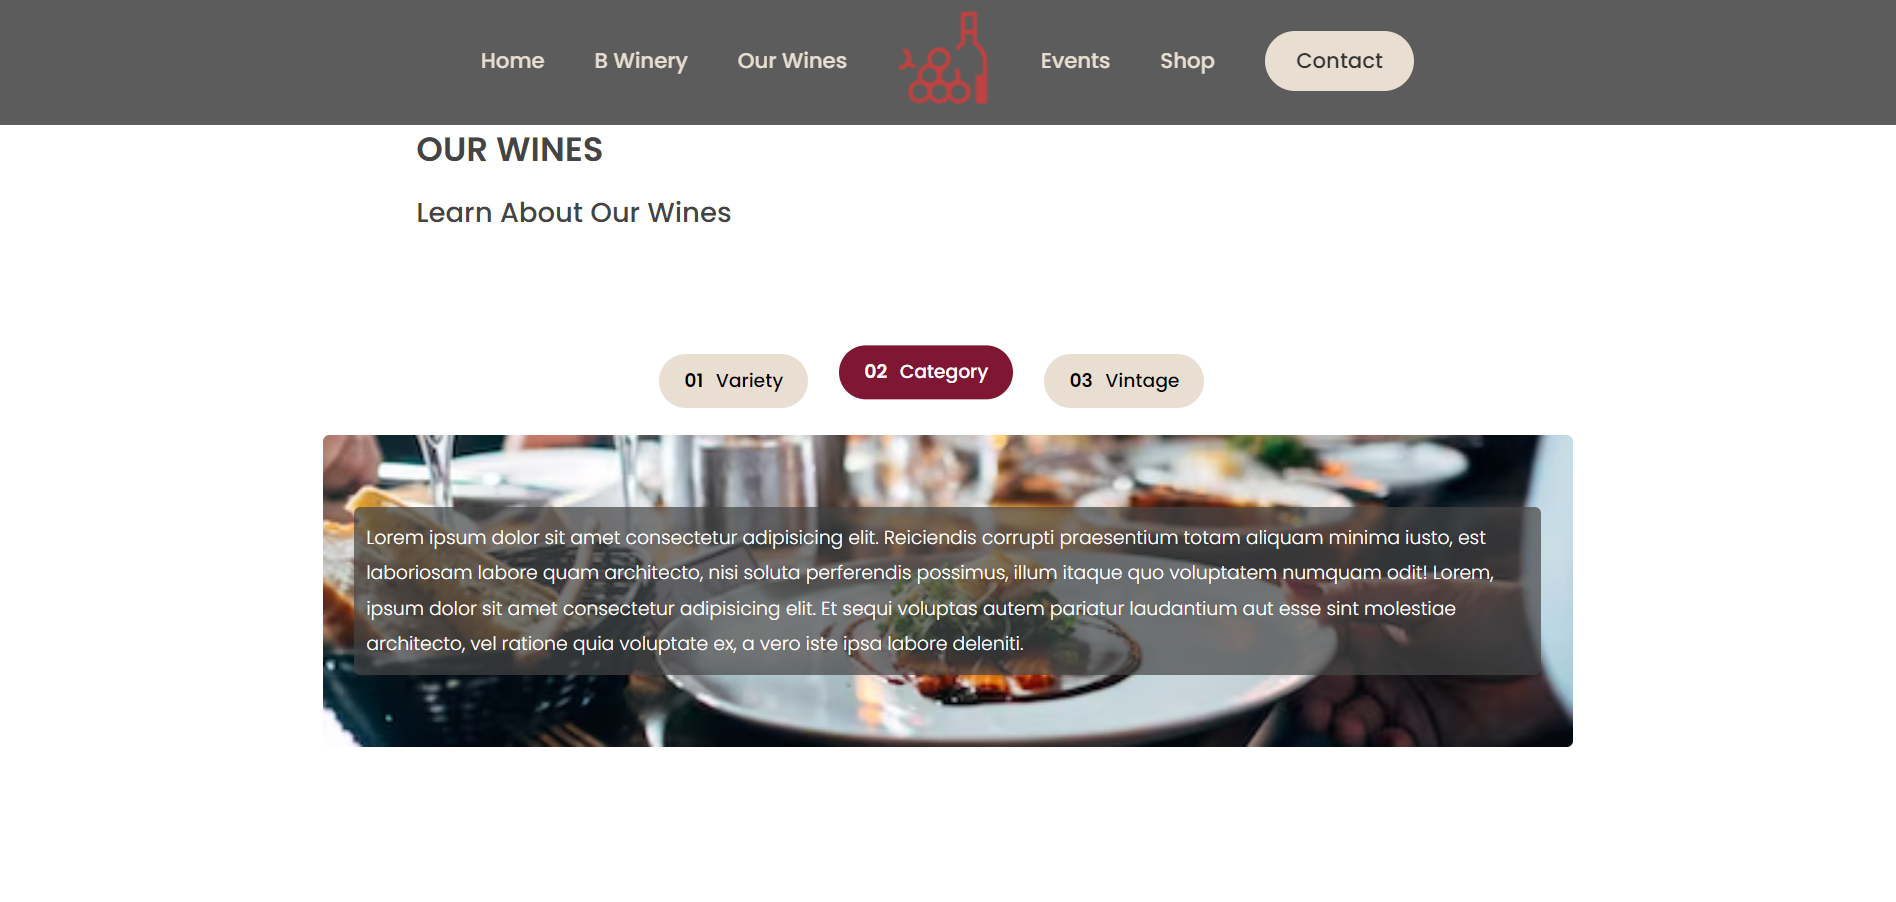 Home B Winery Our Wines Events Shop Contact
OUR WINES
Learn About Our Wines
01 Variety 02 Category 03 Vintage
Lorem ipsum dolor sit amet consectetur adipisicing elit. Reiciendis corrupti praesentium totam aliquam minima iusto, est
laboriosam labore quam architecto, nisi soluta perferendis possimus, illum itaque quo voluptatem numquam odit! Lorem,
ipsum dolor sit amet consectetur adipisicing elit. Et sequi voluptas autem pariatur laudantium aut esse sint molestiae
architecto, vel ratione quia voluptate ex, a vero iste ipsa labore deleniti.